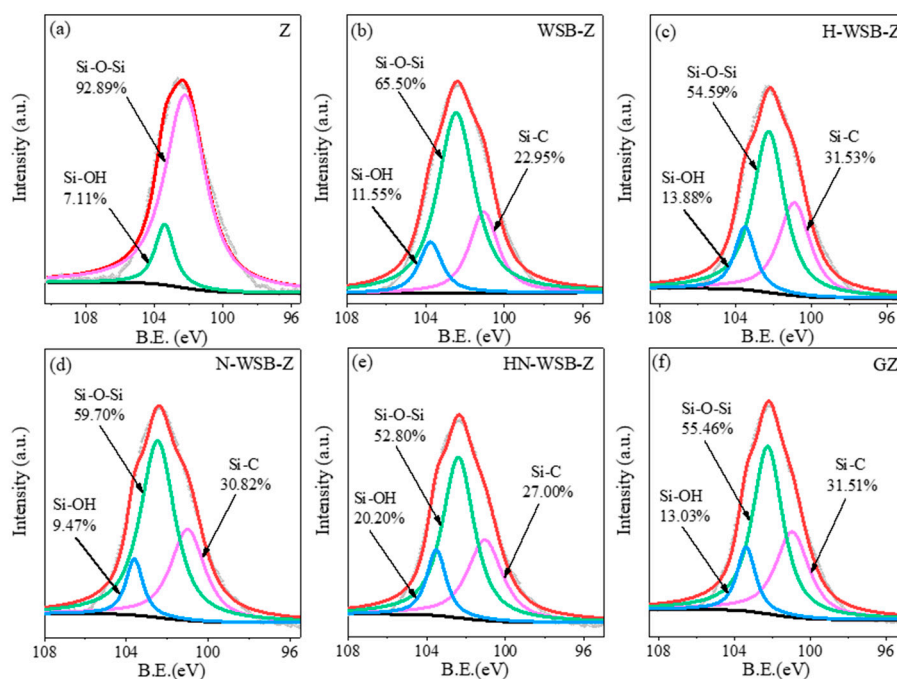 (a)
Z
Si-O-Si
92.89%
Si-OH
7.11%
Intensity (a.u.)
108
104
100
96
B.E. (eV)
(b)
WSB-Z
Si-O-Si
65.50%
Si-C
22.95%
Si-OH
11.55%
Intensity (a.u.)
108
104
100
96
B.E. (eV)
(c)
H-WSB-Z
Si-O-Si
54.59%
Si-C
31.53%
Si-OH
13.88%
Intensity (a.u.)
108
104
100
96
B.E. (eV)
(d)
N-WSB-Z
Si-O-Si
59.70%
Si-C
30.82%
Si-OH
9.47%
Intensity (a.u.)
108
104
100
96
B.E.(eV)
(e)
HN-WSB-Z
Si-O-Si
52.80%
Si-C
27.00%
Si-OH
20.20%
Intensity (a.u.)
108
104
100
96
B.E. (eV)
(f)
GZ
Si-O-Si
55.46%
Si-C
31.51%
Si-OH
13.03%
Intensity (a.u.)
108
104
100
96
B.E. (eV)